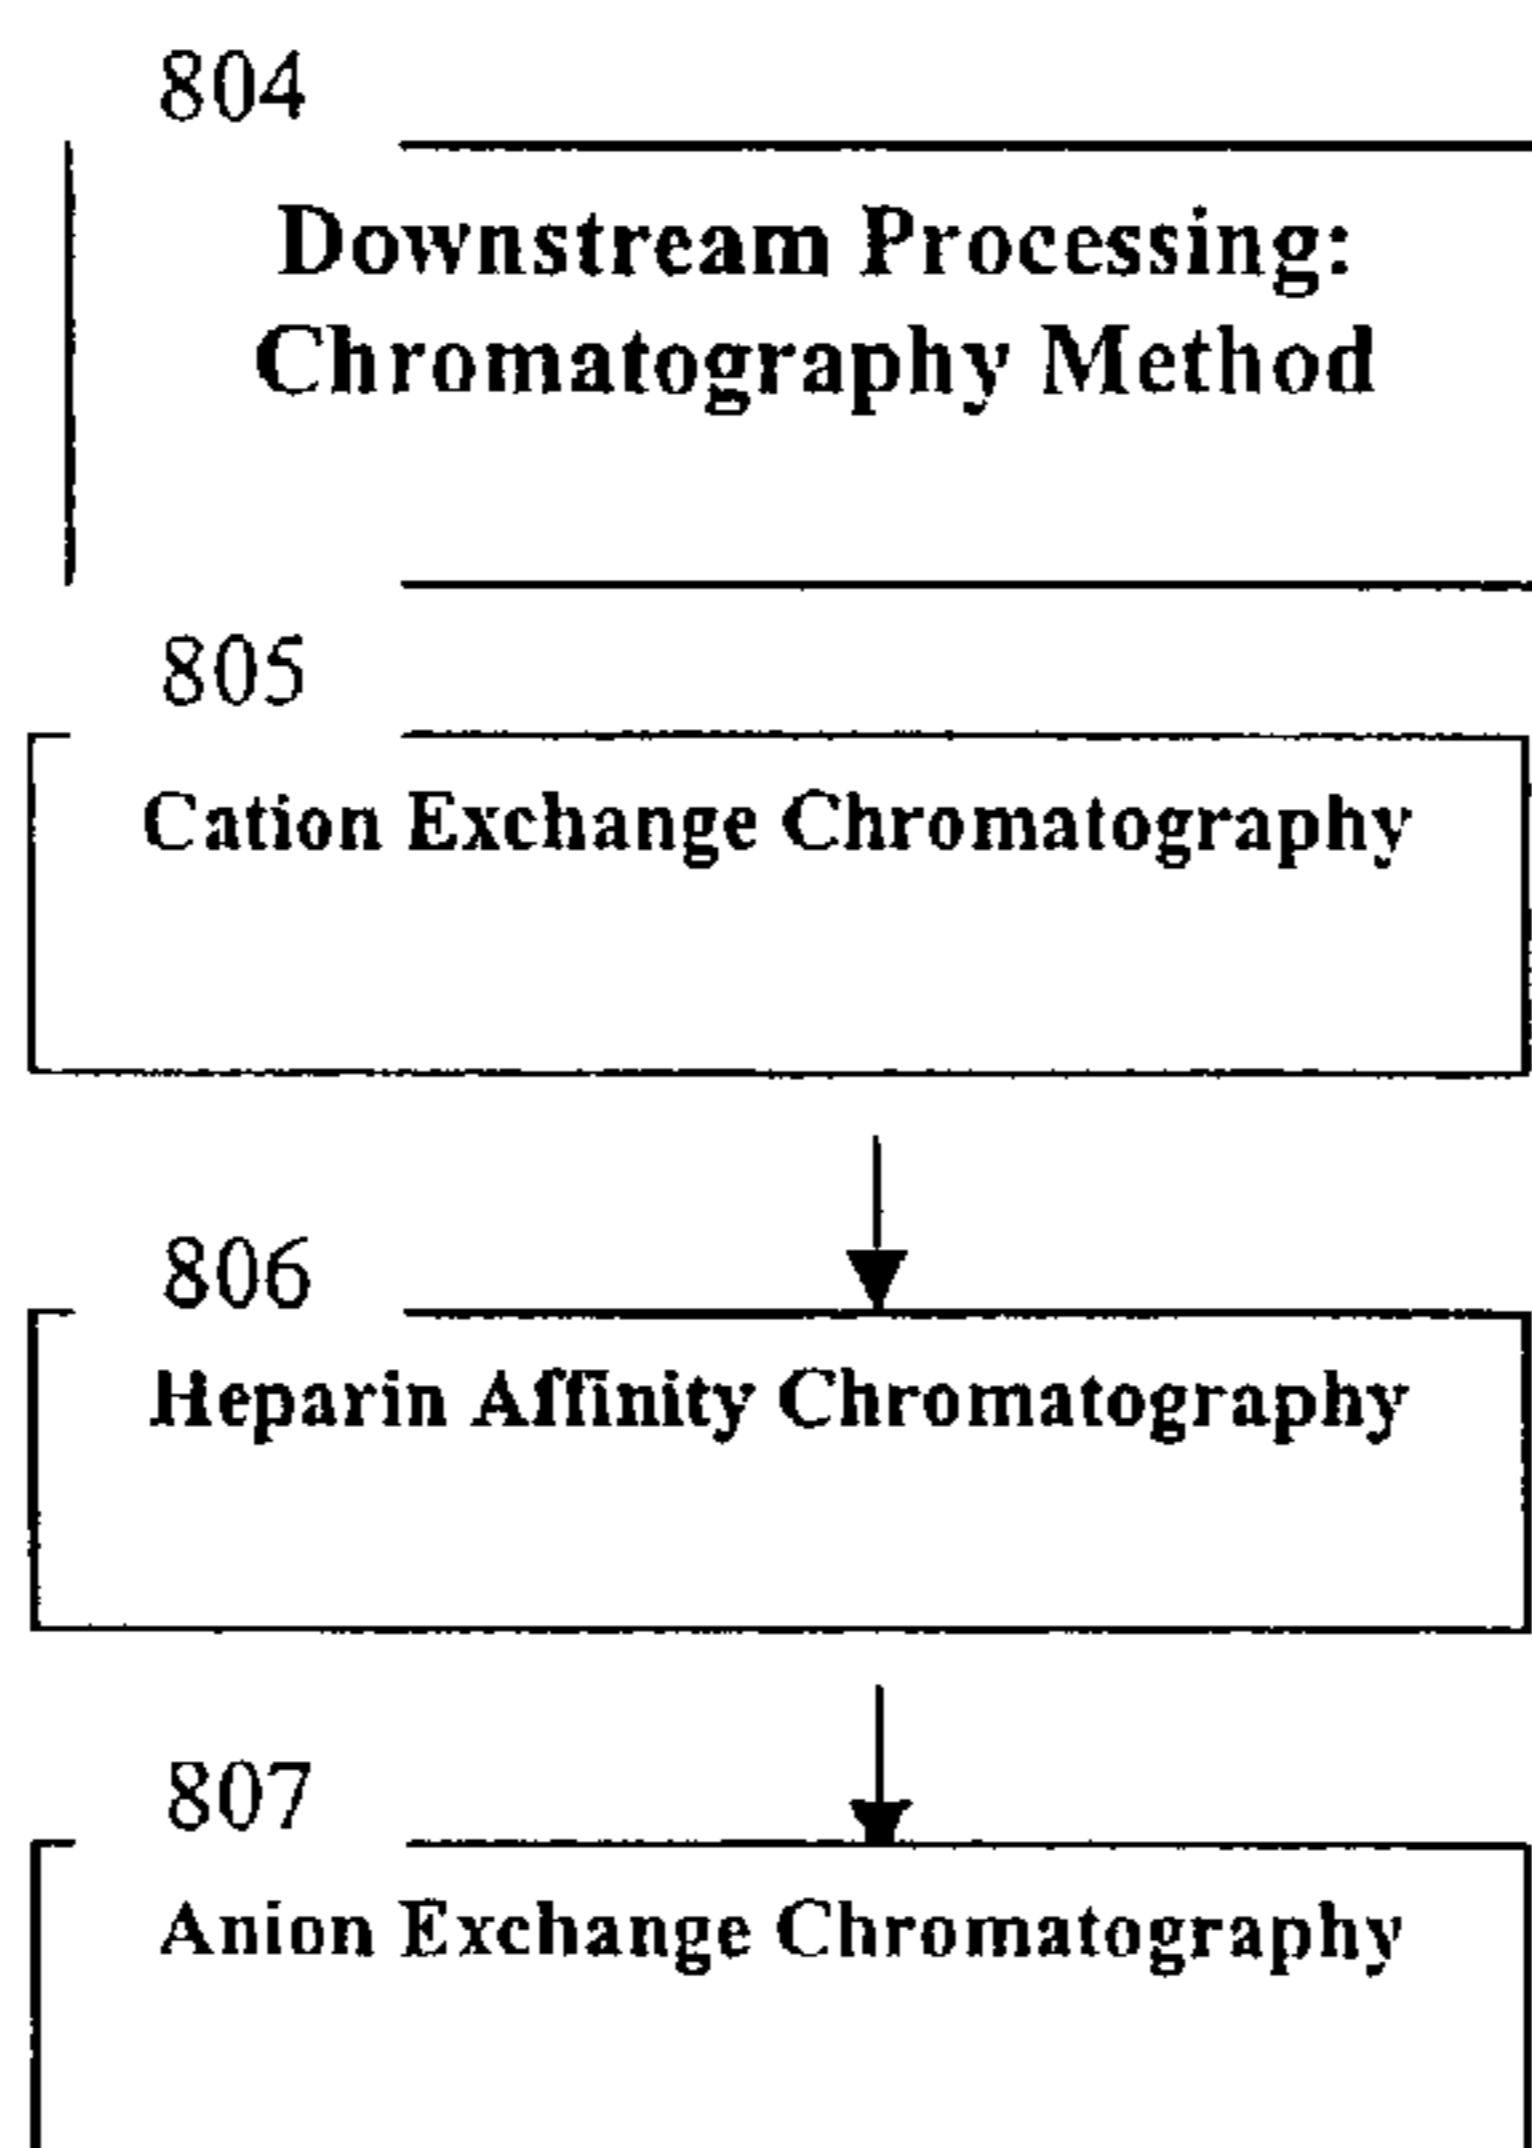 804
Downstream Processing:
Chromatography Method
805
Cation Exchange Chromatography
806
Heparin Affinity Chromatography
807
Anion Exchange Chromatography